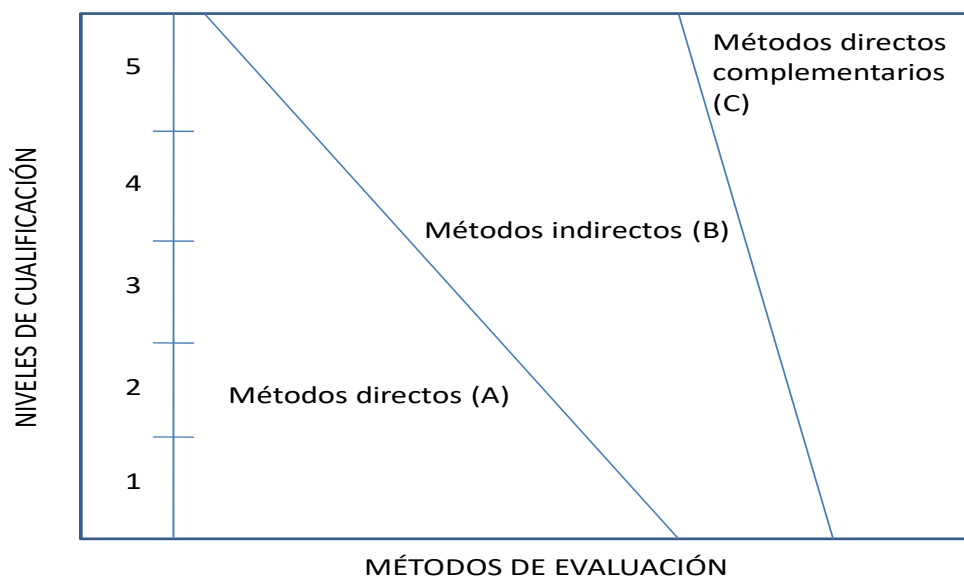 NIVELES DE CUALIFICACIÓN
5
4
3
2
1
Métodos directos
complementarios
(C)
Métodos indirectos (B)
Métodos directos (A)
MÉTODOS DE EVALUACIÓN